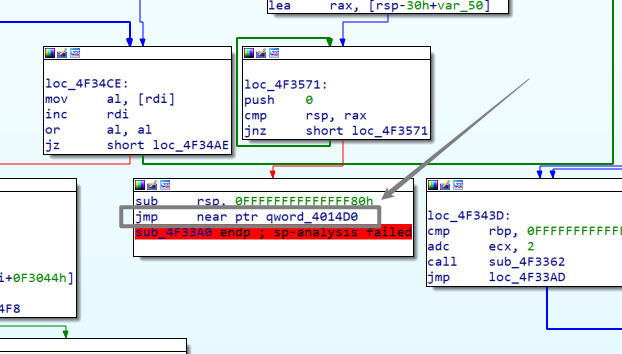 lea     rax, [rsp-30h+var_50]
loc_4F34CE:
mov     al, [rdi]
inc     rdi
or      al, al
jz      short loc_4F34AE
loc_4F3571:
push    0
cmp     rsp, rax
jnz     short loc_4F3571
sub     rsp, 0FFFFFFFFFFFFFF80h
jmp     near ptr qword_4014D0
sub_4F33A0 endp ; sp-analysis failed
i+0F3044h]
4F8
loc_4F343D:
cmp     rbp, 0FFFFFFFFFFF
adc     ecx, 2
call    sub_4F3362
jmp     loc_4F33AD